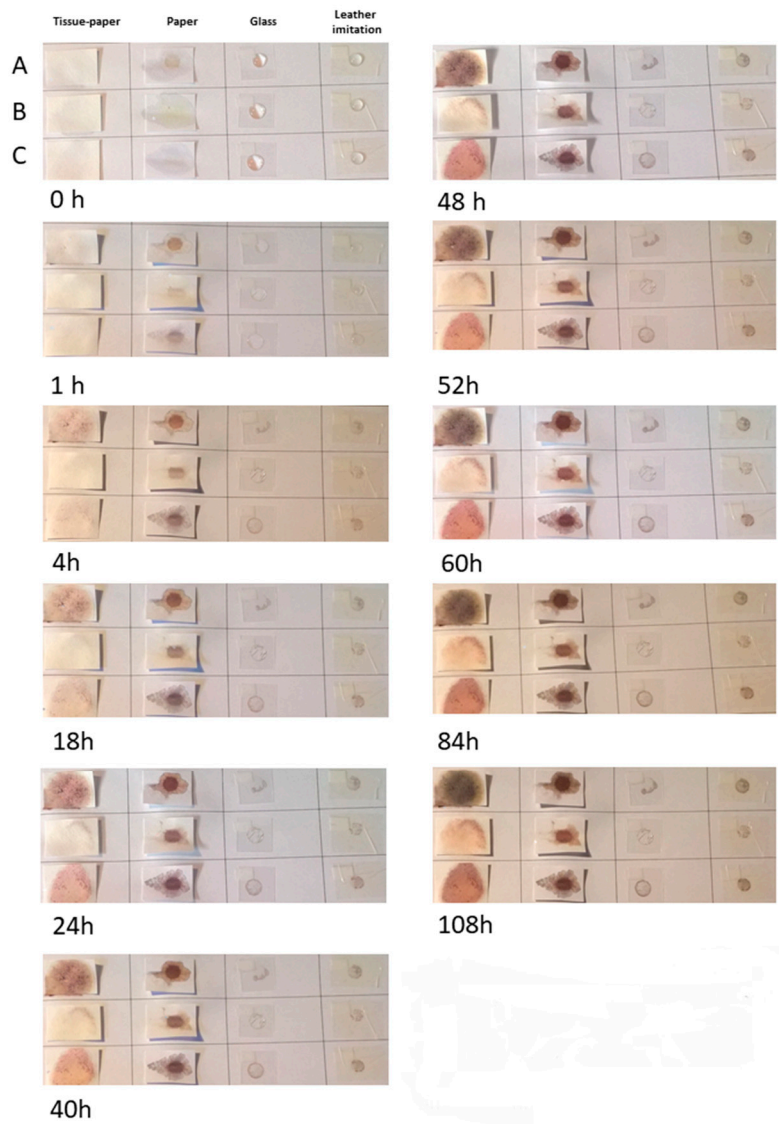 Tissue-paper Paper Glass Leather
imitation
A
B
C
0 h
48 h
1 h
52h
4h
60h
18h
84h
24h
108h
40h